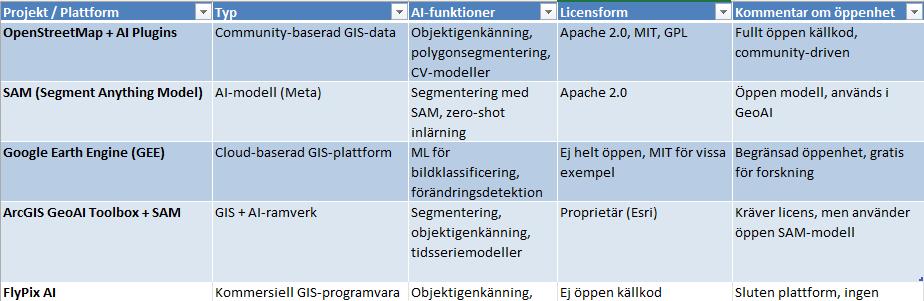 Projekt / Plattform Typ AI-funktioner Licensform Kommentar om öppenhet
OpenStreetMap + AI Plugins Community-baserad GIS-data Objektigenkänning, Apache 2.0, MIT, GPL Fullt öppen källkod,
polygonsegmentering, community-driven
CV-modeller
SAM (Segment Anything Model) AI-modell (Meta) Segmentering med Apache 2.0 Öppen modell, används i
SAM, zero-shot GeoAI
inlärning
Google Earth Engine (GEE) Cloud-baserad GIS-plattform ML för Ej helt öppen, MIT för vissa Begränsad öppenhet, gratis
bildklassificering, exempel för forskning
förändringsdetektion
ArcGIS GeoAI Toolbox + SAM GIS + AI-ramverk Segmentering, Proprietär (Esri) Kräver licens, men använder
objektigenkänning, öppen SAM-modell
tidsseriemodeller
FlyPix AI Kommersiell GIS-programvara Objektigenkänning, Ej öppen källkod Sluten plattform, ingen